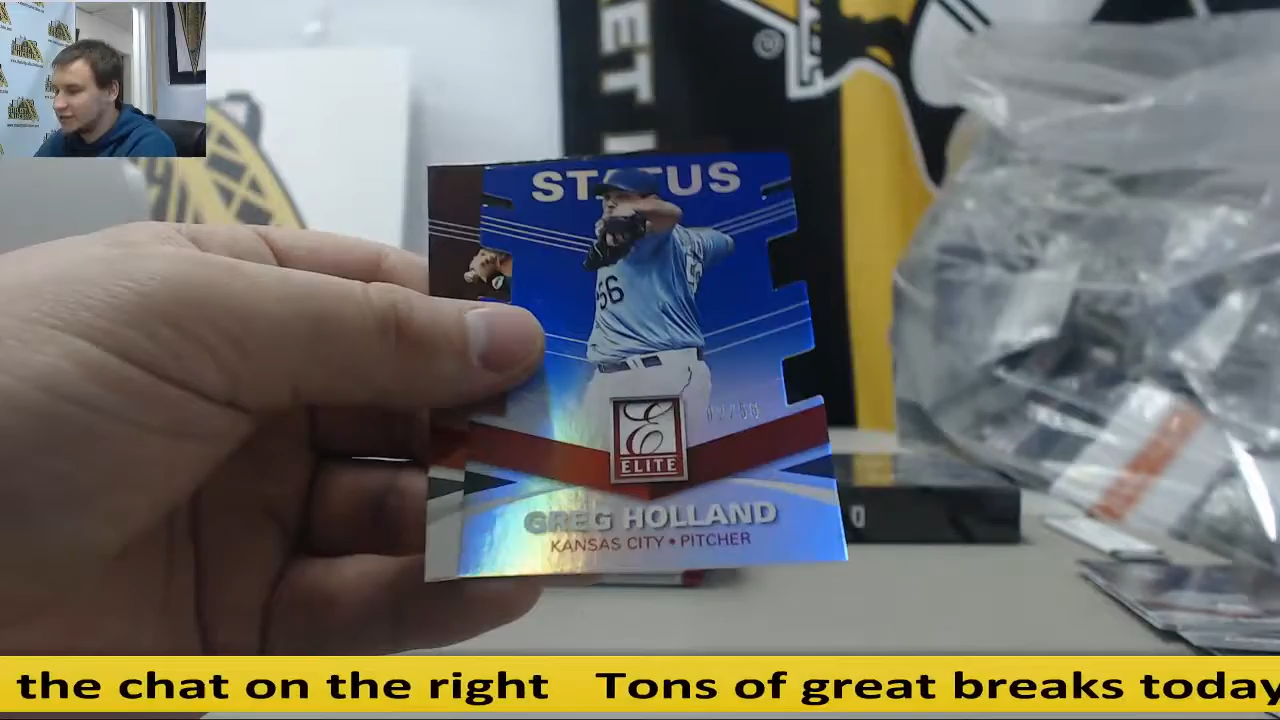 STATUS
56
E
ELITE
GREG HOLLAND
KANSAS CITY • PITCHER
the chat on the right Tons of great breaks today